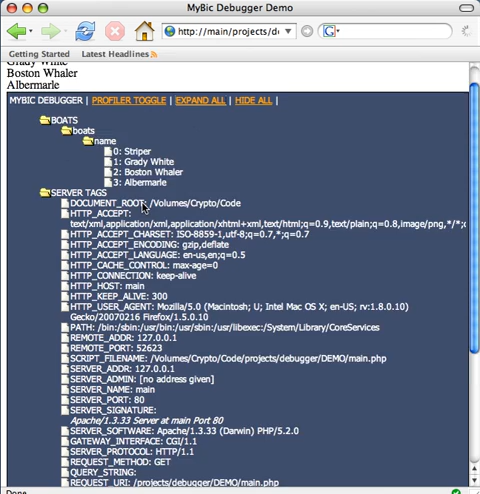 MyBic Debugger Demo
http://main/projects/d
G
Getting Started Latest Headlines
Grady White
Boston Whaler
Albermarle
MYBIC DEBUGGER | PROFILER TOGGLE | EXPAND ALL | HIDE ALL |
BOATS
boats
name
0: Striper
1: Grady White
2: Boston Whaler
3: Albermarle
SERVER TAGS
DOCUMENT_ROOT: /Volumes/Crypto/Code
HTTP_ACCEPT:
text/xml,application/xml,application/xhtml+xml,text/html;q=0.9,text/plain;q=0.8,image/png,*/*;q
HTTP_ACCEPT_CHARSET: ISO-8859-1,utf-8;q=0.7,*;q=0.7
HTTP_ACCEPT_ENCODING: gzip,deflate
HTTP_ACCEPT_LANGUAGE: en-us,en;q=0.5
HTTP_CACHE_CONTROL: max-age=0
HTTP_CONNECTION: keep-alive
HTTP_HOST: main
HTTP_KEEP_ALIVE: 300
HTTP_USER_AGENT: Mozilla/5.0 (Macintosh; U; Intel Mac OS X; en-US; rv:1.8.0.10)
Gecko/20070216 Firefox/1.5.0.10
PATH: /bin:/sbin:/usr/bin:/usr/sbin:/usr/libexec:/System/Library/CoreServices
REMOTE_ADDR: 127.0.0.1
REMOTE_PORT: 52623
SCRIPT_FILENAME: /Volumes/Crypto/Code/projects/debugger/DEMO/main.php
SERVER_ADDR: 127.0.0.1
SERVER_ADMIN: [no address given]
SERVER_NAME: main
SERVER_PORT: 80
SERVER_SIGNATURE:
Apache/1.3.33 Server at main Port 80
SERVER_SOFTWARE: Apache/1.3.33 (Darwin) PHP/5.2.0
GATEWAY_INTERFACE: CGI/1.1
SERVER_PROTOCOL: HTTP/1.1
REQUEST_METHOD: GET
QUERY_STRING:
REQUEST_URI: /projects/debugger/DEMO/main.php
Done